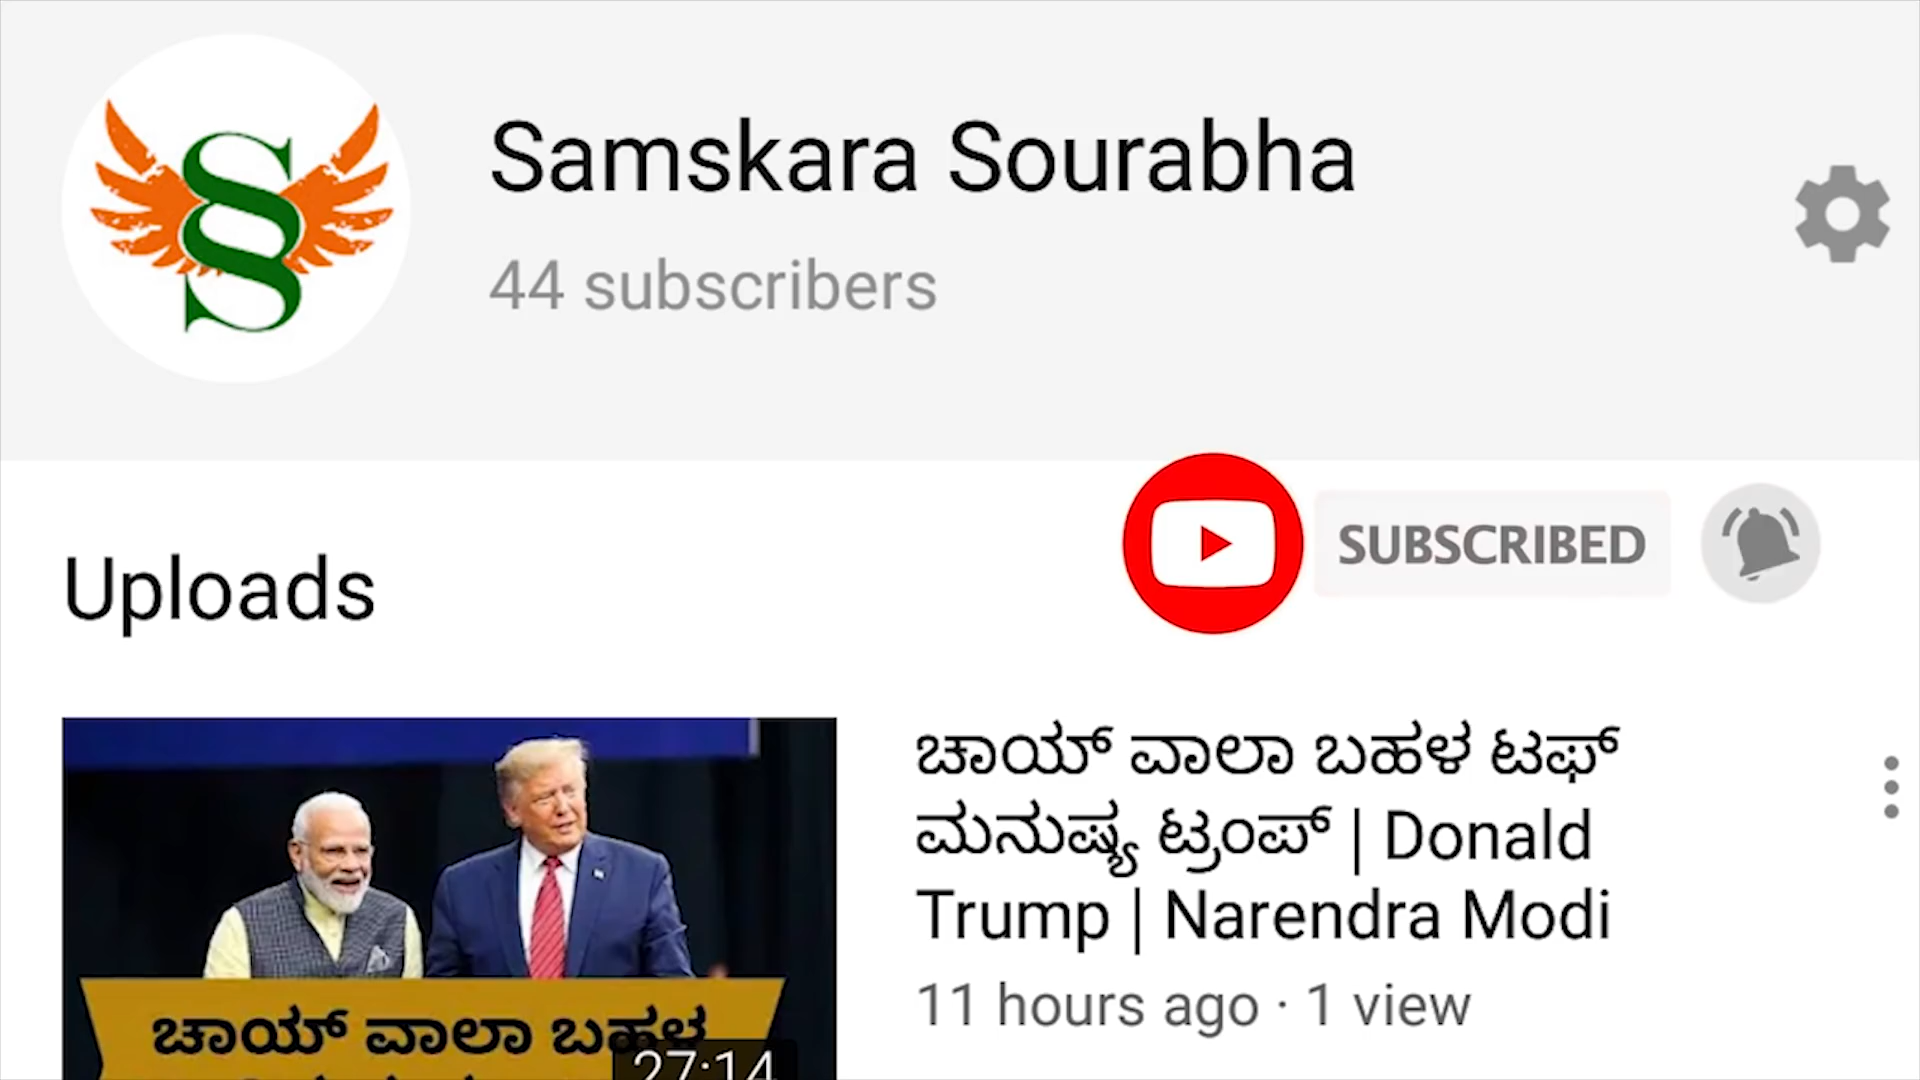 Samskara Sourabha
44 subscribers
SUBSCRIBED
Uploads
ಚಾಯ್ ವಾಲಾ ಬಹಳ ಟಫ್
ಮನುಷ್ಯ ಟ್ರಂಪ್ | Donald
Trump | Narendra Modi
11 hours ago · 1 view
ಚಾಯ್ ವಾಲಾ ಬಹಳ
27:14